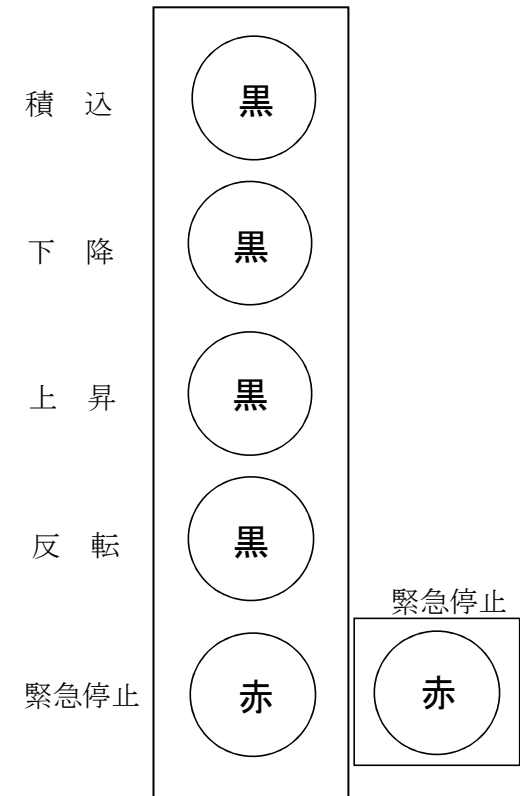 積　込　黒
下　降　黒
上　昇　黒
反　転　黒
緊急停止
緊急停止　赤　赤